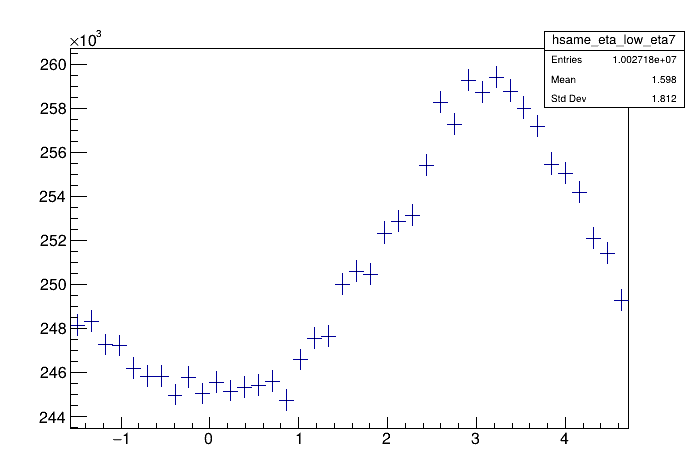 ×10³
hsame_eta_low_eta7
Entries 1.002718e+07
Mean 1.598
Std Dev 1.812
260
258
256
254
252
250
248
246
244
−1 0 1 2 3 4